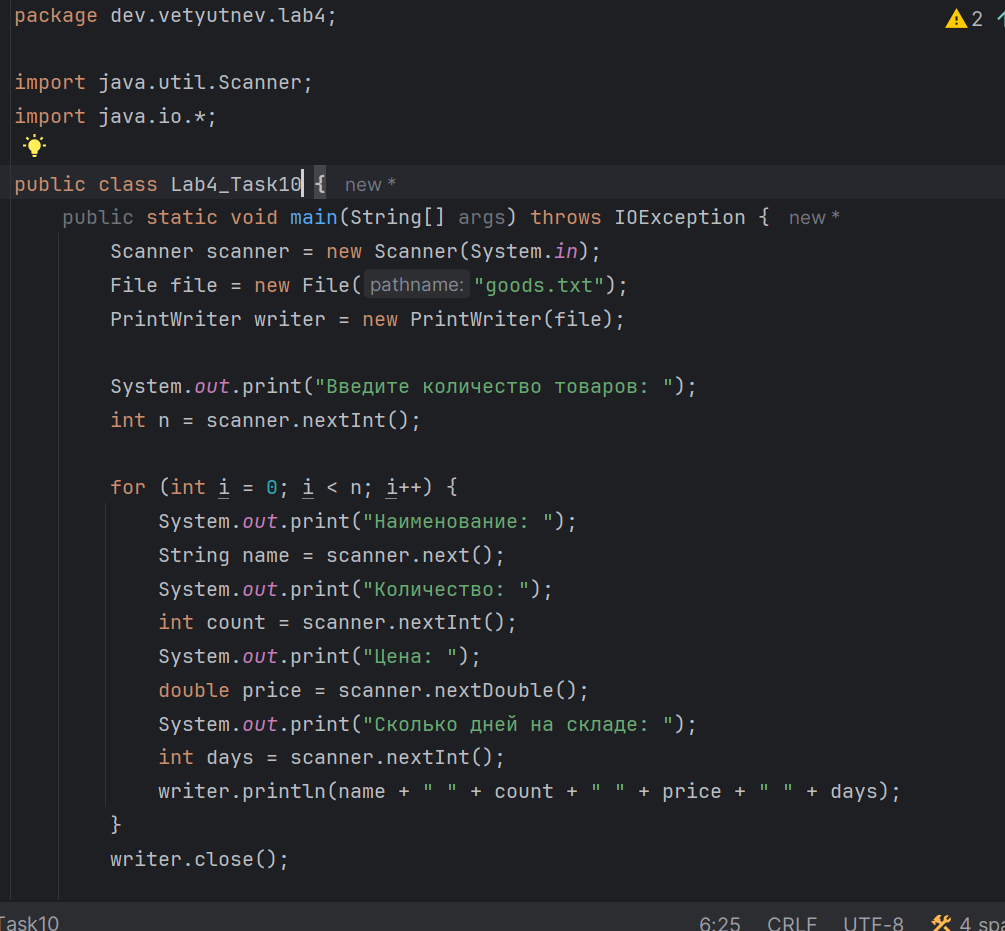 package dev.vetyutnev.lab4;
2
import java.util.Scanner;
import java.io.*;
public class Lab4_Task10 { new *
public static void main(String[] args) throws IOException { new *
Scanner scanner = new Scanner(System.in);
File file = new File( pathname: "goods.txt");
PrintWriter writer = new PrintWriter(file);
System.out.print("Введите количество товаров: ");
int n = scanner.nextInt();
for (int i = 0; i < n; i++) {
System.out.print("Наименование: ");
String name = scanner.next();
System.out.print("Количество: ");
int count = scanner.nextInt();
System.out.print("Цена: ");
double price = scanner.nextDouble();
System.out.print("Сколько дней на складе: ");
int days = scanner.nextInt();
writer.println(name + " " + count + " " + price + " " + days);
}
writer.close();
Task10
6:25 CRLF UTF-8 4 spa